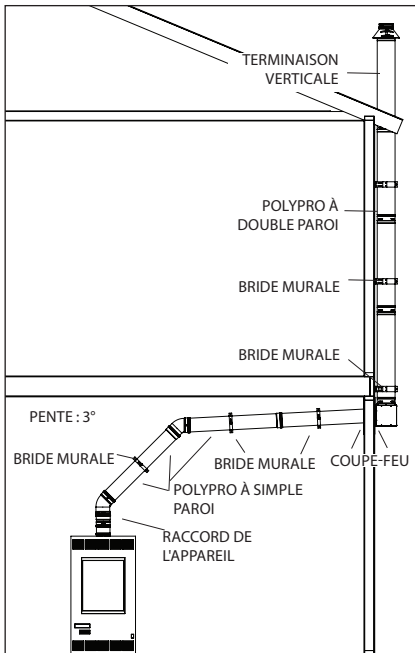 TERMINAISON
VERTICALE
POLYPRO À
DOUBLE PAROI
BRIDE MURALE
BRIDE MURALE
PENTE : 3°
BRIDE MURALE
BRIDE MURALE
COUPE-FEU
POLYPRO À SIMPLE
PAROI
RACCORD DE
L'APPAREIL